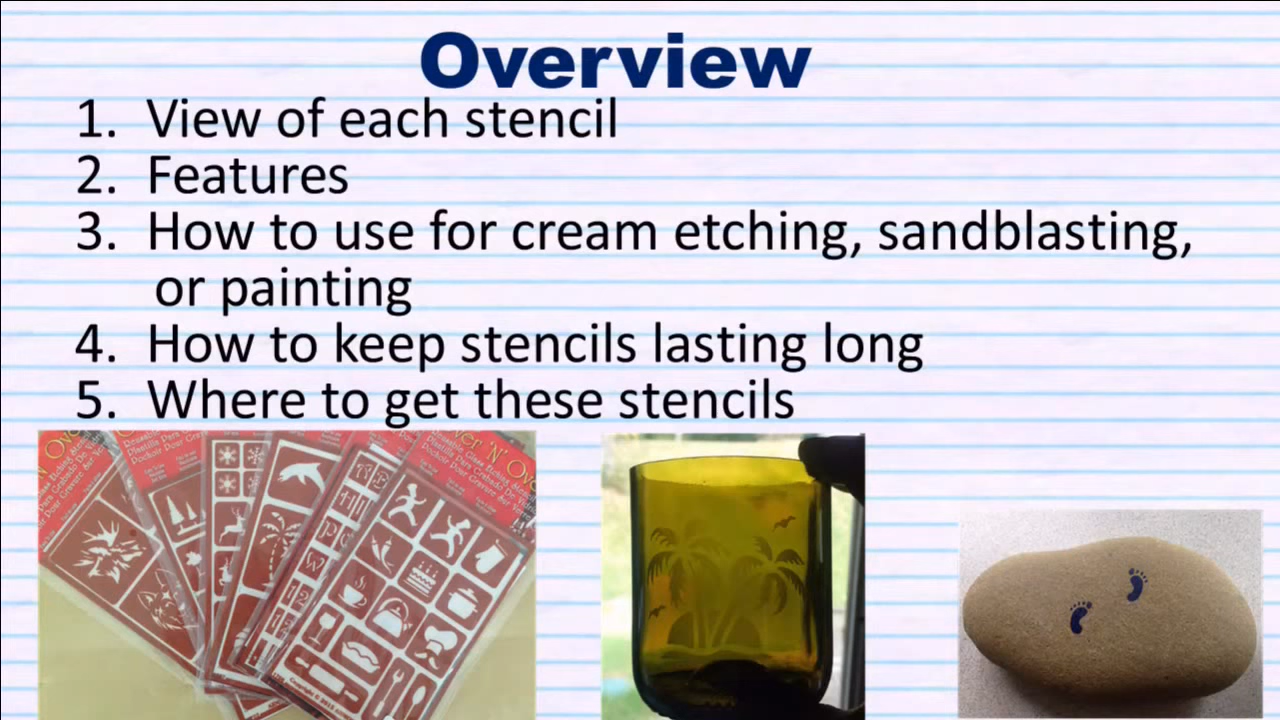 Overview
1. View of each stencil
2. Features
3. How to use for cream etching, sandblasting,
or painting
4. How to keep stencils lasting long
5. Where to get these stencils